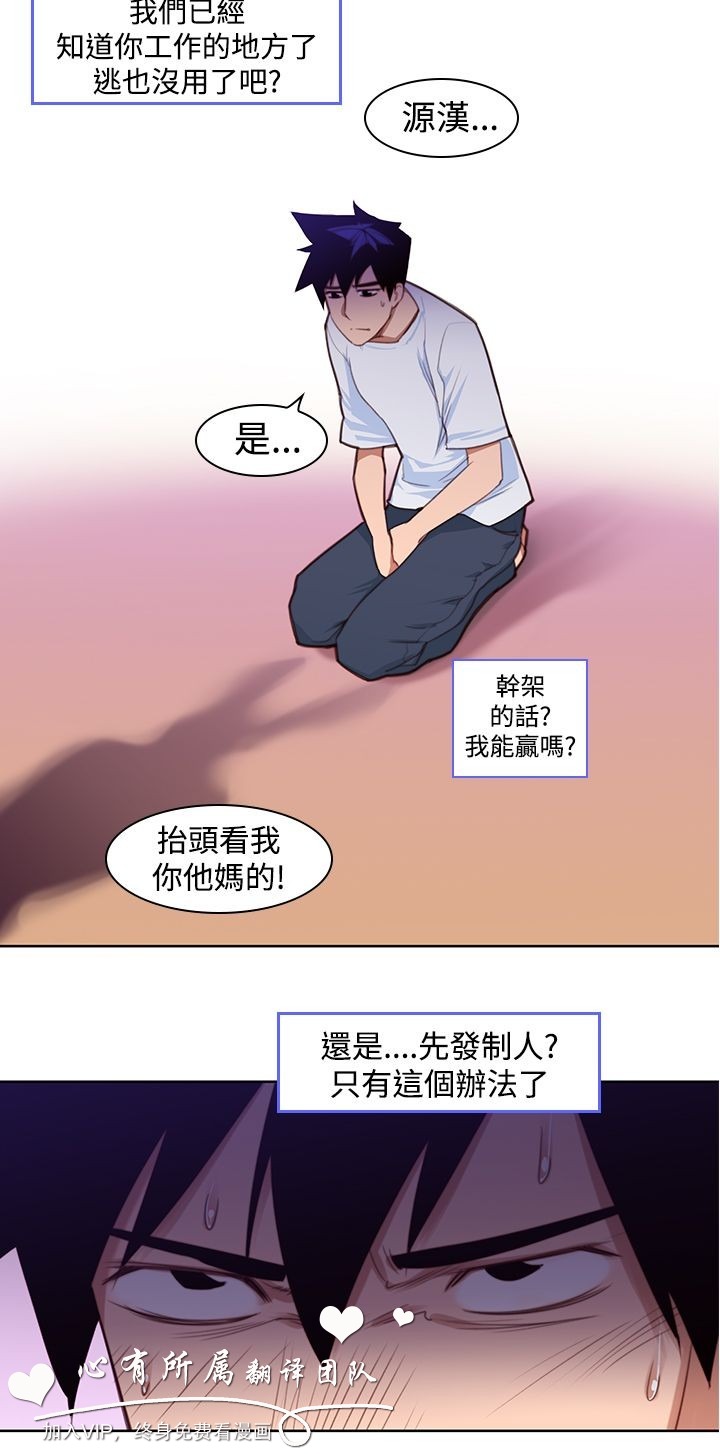 我們已經
知道你工作的地方了
逃也沒用了吧?
源漢...
是...
幹架
的話?
我能贏嗎?
抬頭看我
你他媽的!
還是....先發制人?
只有這個辦法了
心有所属翻译团队
加入VIP，终身免费看漫画